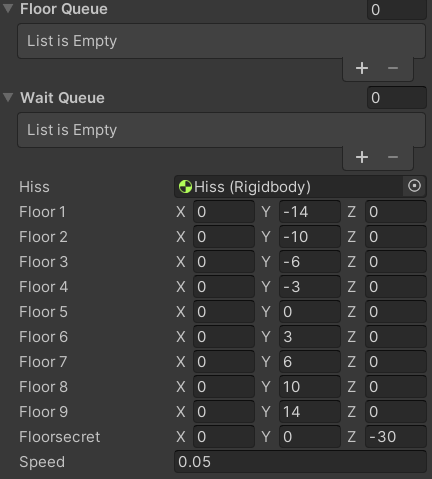 Floor Queue 0
List is Empty
+ −
Wait Queue 0
List is Empty
+ −
Hiss Hiss (Rigidbody)
Floor 1 X 0 Y -14 Z 0
Floor 2 X 0 Y -10 Z 0
Floor 3 X 0 Y -6 Z 0
Floor 4 X 0 Y -3 Z 0
Floor 5 X 0 Y 0 Z 0
Floor 6 X 0 Y 3 Z 0
Floor 7 X 0 Y 6 Z 0
Floor 8 X 0 Y 10 Z 0
Floor 9 X 0 Y 14 Z 0
Floorsecret X 0 Y 0 Z -30
Speed 0.05